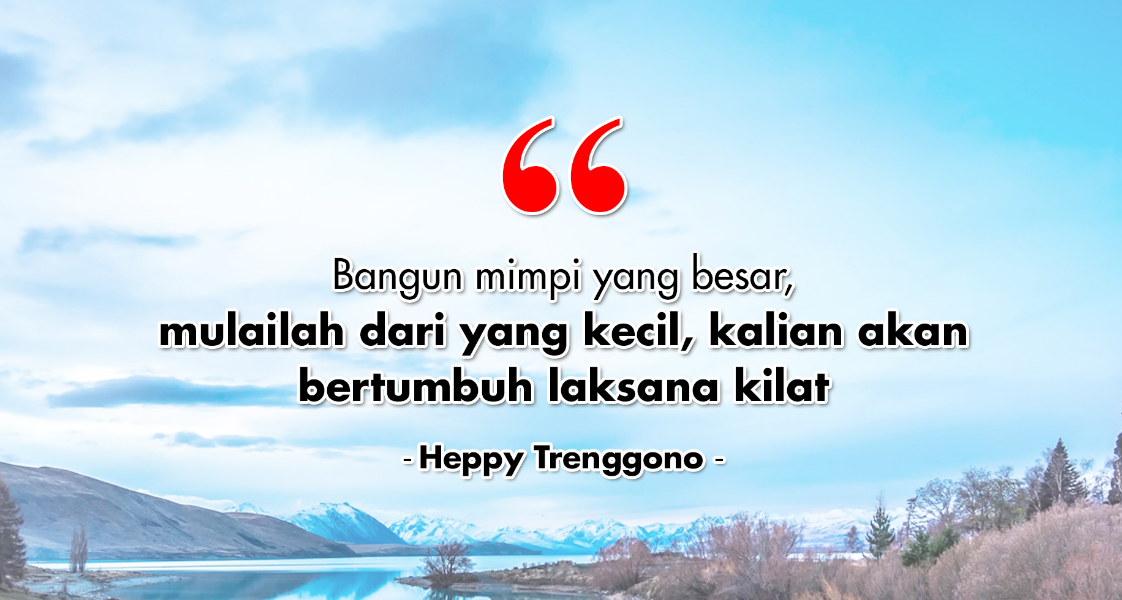 “
Bangun mimpi yang besar,
mulailah dari yang kecil, kalian akan
bertumbuh laksana kilat
- Heppy Trenggono -